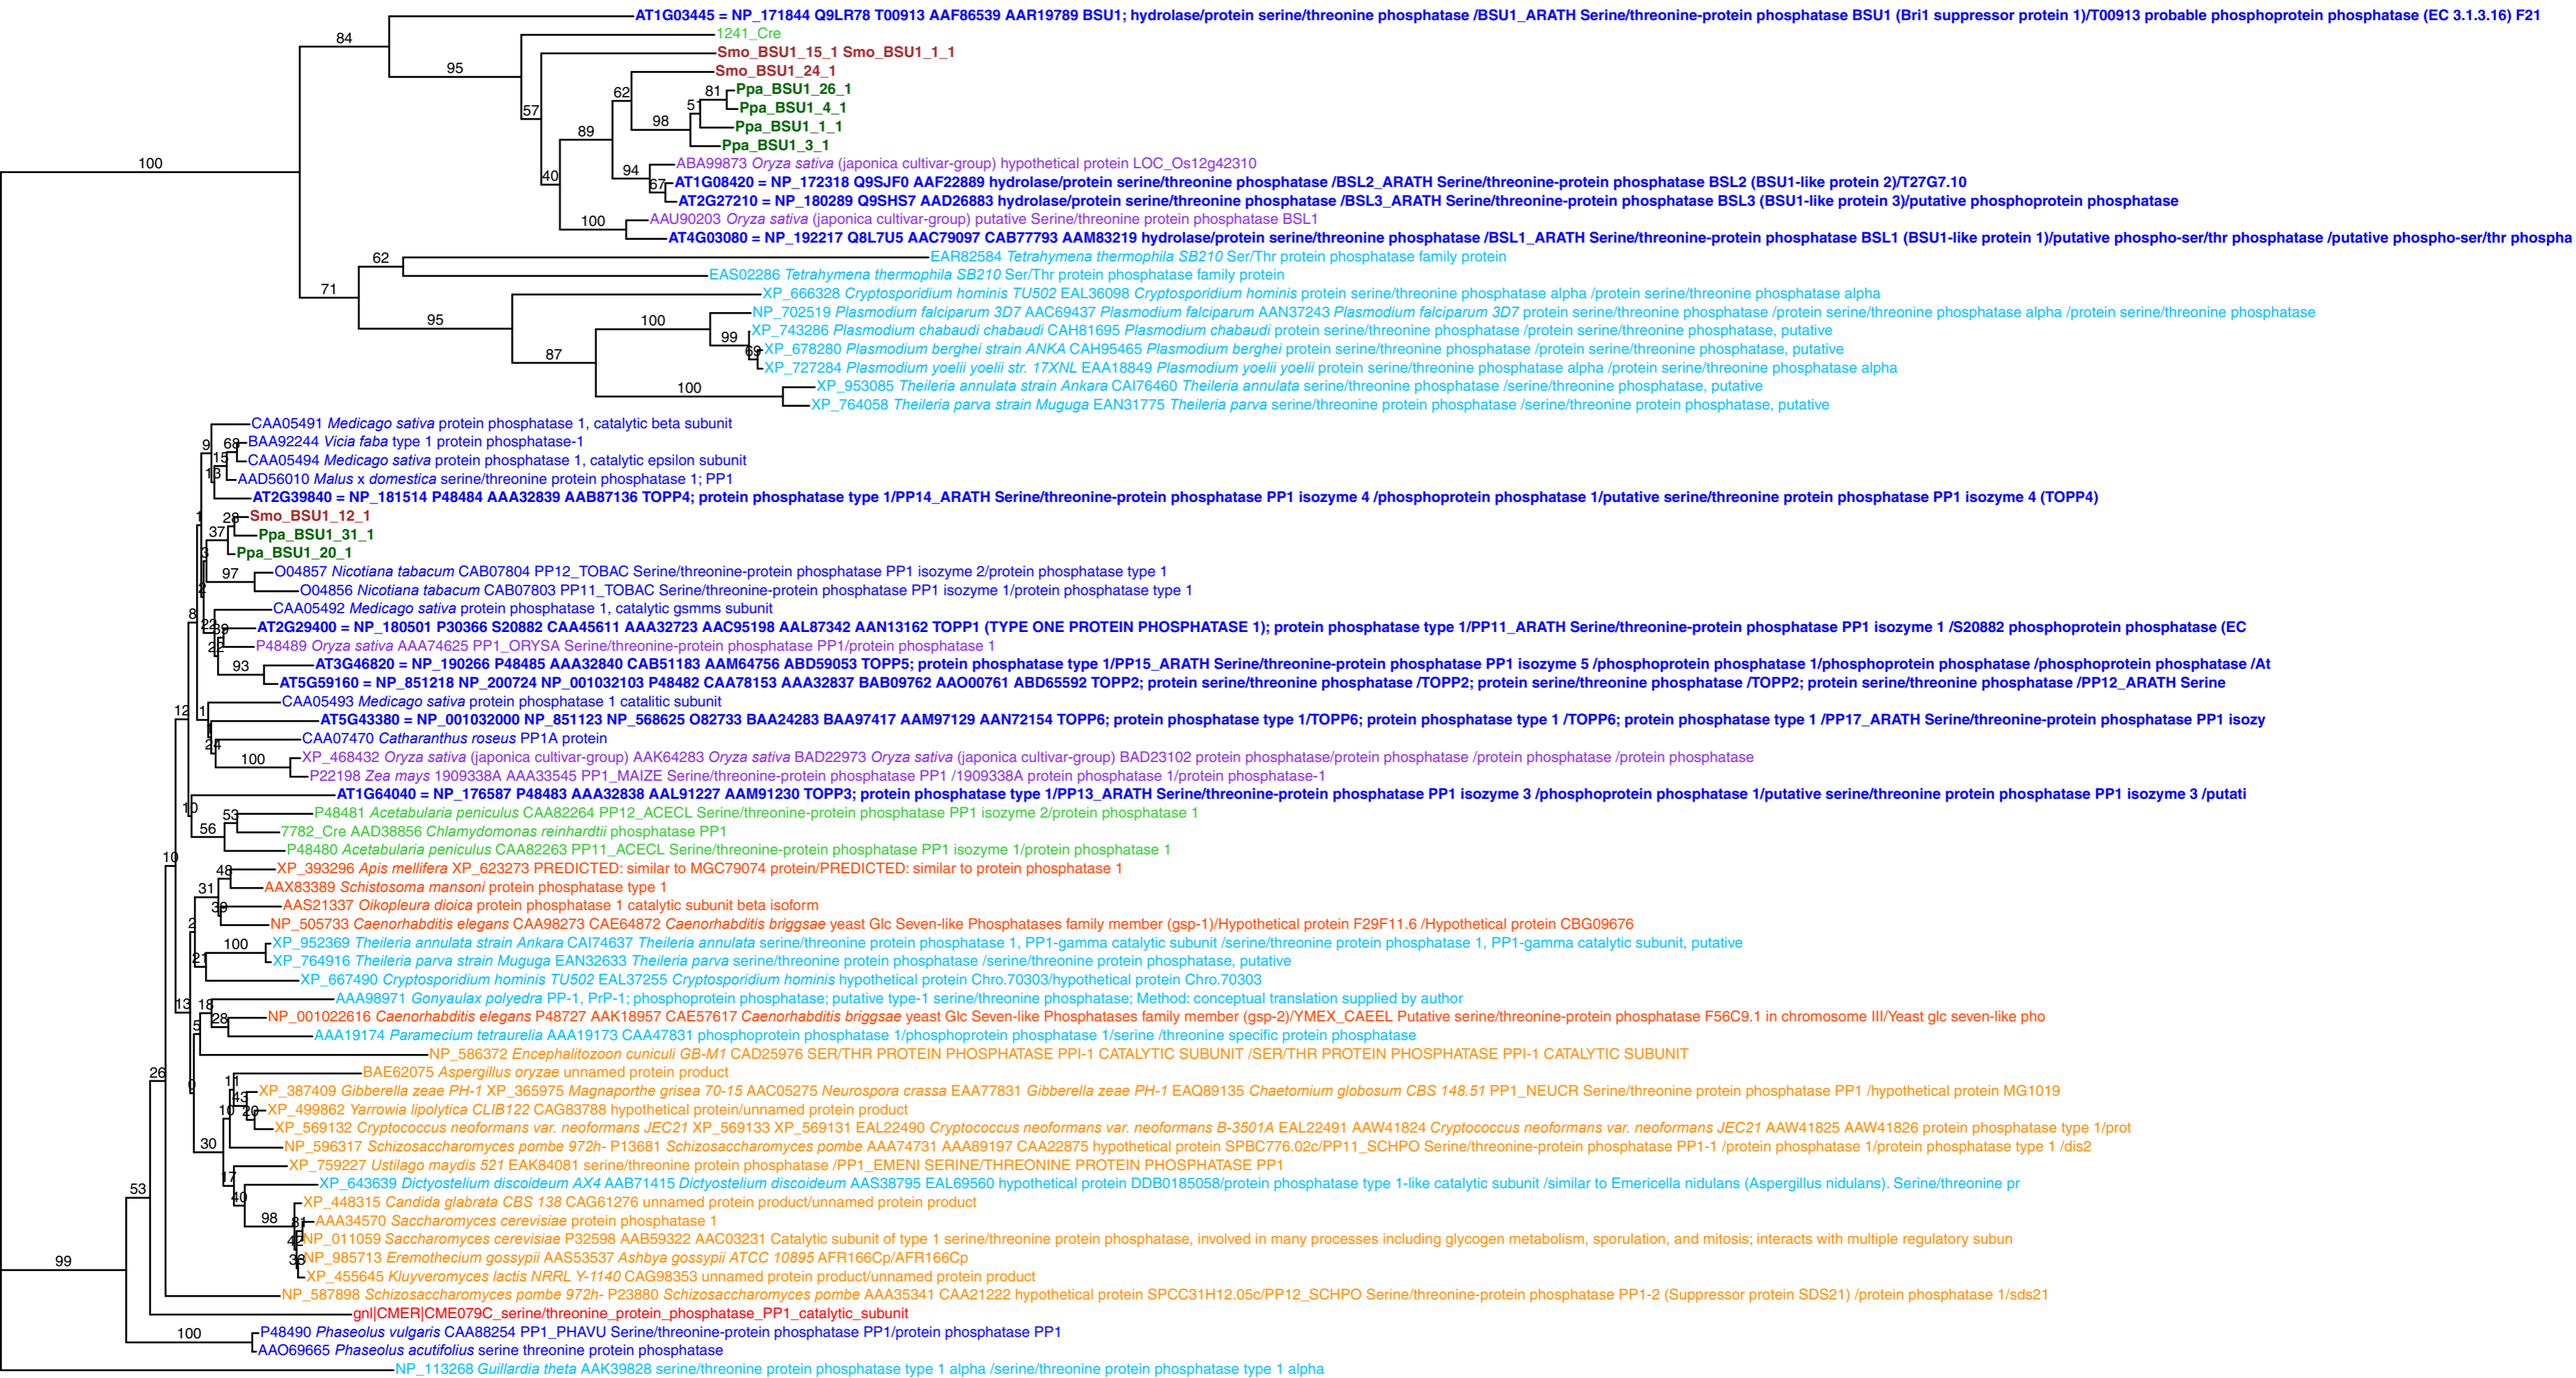 AT1G03445 = NP_171844 Q9LR78 T00913 AAF86539 AAR19789 BSU1; hydrolase/protein serine/threonine phosphatase /BSU1_ARATH Serine/threonine-protein phosphatase BSU1 (Bri1 suppressor protein 1)/T00913 probable phosphoprotein phosphatase (EC 3.1.3.16) F21
1241_Cre
84
Smo_BSU1_15_1 Smo_BSU1_1_1
95
Smo_BSU1_24_1
62
81 Ppa_BSU1_26_1
51
57
Ppa_BSU1_4_1
98
Ppa_BSU1_1_1
89
Ppa_BSU1_3_1
100
ABA99873 Oryza sativa (japonica cultivar-group) hypothetical protein LOC_Os12g42310
94
40
67 AT1G08420 = NP_172318 Q9SJF0 AAF22889 hydrolase/protein serine/threonine phosphatase /BSL2_ARATH Serine/threonine-protein phosphatase BSL2 (BSU1-like protein 2)/T27G7.10
AT2G27210 = NP_180289 Q9SHS7 AAD26883 hydrolase/protein serine/threonine phosphatase /BSL3_ARATH Serine/threonine-protein phosphatase BSL3 (BSU1-like protein 3)/putative phosphoprotein phosphatase
100
AAU90203 Oryza sativa (japonica cultivar-group) putative Serine/threonine protein phosphatase BSL1
AT4G03080 = NP_192217 Q8L7U5 AAC79097 CAB77793 AAM83219 hydrolase/protein serine/threonine phosphatase /BSL1_ARATH Serine/threonine-protein phosphatase BSL1 (BSU1-like protein 1)/putative phospho-ser/thr phosphatase /putative phospho-ser/thr phospha
62
EAR82584 Tetrahymena thermophila SB210 Ser/Thr protein phosphatase family protein
EAS02286 Tetrahymena thermophila SB210 Ser/Thr protein phosphatase family protein
71
XP_666328 Cryptosporidium hominis TU502 EAL36098 Cryptosporidium hominis protein serine/threonine phosphatase alpha /protein serine/threonine phosphatase alpha
95
100
NP_702519 Plasmodium falciparum 3D7 AAC69437 Plasmodium falciparum AAN37243 Plasmodium falciparum 3D7 protein serine/threonine phosphatase /protein serine/threonine phosphatase alpha /protein serine/threonine phosphatase
99
XP_743286 Plasmodium chabaudi chabaudi CAH81695 Plasmodium chabaudi protein serine/threonine phosphatase /protein serine/threonine phosphatase, putative
87
69 XP_678280 Plasmodium berghei strain ANKA CAH95465 Plasmodium berghei protein serine/threonine phosphatase /protein serine/threonine phosphatase, putative
XP_727284 Plasmodium yoelii yoelii str. 17XNL EAA18849 Plasmodium yoelii yoelii protein serine/threonine phosphatase alpha /protein serine/threonine phosphatase alpha
100
XP_953085 Theileria annulata strain Ankara CAI76460 Theileria annulata serine/threonine phosphatase /serine/threonine phosphatase, putative
XP_764058 Theileria parva strain Muguga EAN31775 Theileria parva serine/threonine protein phosphatase /serine/threonine protein phosphatase, putative
CAA05491 Medicago sativa protein phosphatase 1, catalytic beta subunit
9
68 BAA92244 Vicia faba type 1 protein phosphatase-1
15
CAA05494 Medicago sativa protein phosphatase 1, catalytic epsilon subunit
13
AAD56010 Malus x domestica serine/threonine protein phosphatase 1; PP1
AT2G39840 = NP_181514 P48484 AAA32839 AAB87136 TOPP4; protein phosphatase type 1/PP14_ARATH Serine/threonine-protein phosphatase PP1 isozyme 4 /phosphoprotein phosphatase 1/putative serine/threonine protein phosphatase PP1 isozyme 4 (TOPP4)
1
28 Smo_BSU1_12_1
37
Ppa_BSU1_31_1
3
Ppa_BSU1_20_1
97
O04857 Nicotiana tabacum CAB07804 PP12_TOBAC Serine/threonine-protein phosphatase PP1 isozyme 2/protein phosphatase type 1
2
O04856 Nicotiana tabacum CAB07803 PP11_TOBAC Serine/threonine-protein phosphatase PP1 isozyme 1/protein phosphatase type 1
8
CAA05492 Medicago sativa protein phosphatase 1, catalytic gsmms subunit
AT2G29400 = NP_180501 P30366 S20882 CAA45611 AAA32723 AAC95198 AAL87342 AAN13162 TOPP1 (TYPE ONE PROTEIN PHOSPHATASE 1); protein phosphatase type 1/PP11_ARATH Serine/threonine-protein phosphatase PP1 isozyme 1 /S20882 phosphoprotein phosphatase (EC
22
P48489 Oryza sativa AAA74625 PP1_ORYSA Serine/threonine-protein phosphatase PP1/protein phosphatase 1
93
AT3G46820 = NP_190266 P48485 AAA32840 CAB51183 AAM64756 ABD59053 TOPP5; protein phosphatase type 1/PP15_ARATH Serine/threonine-protein phosphatase PP1 isozyme 5 /phosphoprotein phosphatase 1/phosphoprotein phosphatase /phosphoprotein phosphatase /At
AT5G59160 = NP_851218 NP_200724 NP_001032103 P48482 CAA78153 AAA32837 BAB09762 AAO00761 ABD65592 TOPP2; protein serine/threonine phosphatase /TOPP2; protein serine/threonine phosphatase /TOPP2; protein serine/threonine phosphatase /PP12_ARATH Serine
CAA05493 Medicago sativa protein phosphatase 1 catalitic subunit
12
1
AT5G43380 = NP_001032000 NP_851123 NP_568625 O82733 BAA24283 BAA97417 AAM97129 AAN72154 TOPP6; protein phosphatase type 1/TOPP6; protein phosphatase type 1 /TOPP6; protein phosphatase type 1 /PP17_ARATH Serine/threonine-protein phosphatase PP1 isozy
CAA07470 Catharanthus roseus PP1A protein
24
100
XP_468432 Oryza sativa (japonica cultivar-group) AAK64283 Oryza sativa BAD22973 Oryza sativa (japonica cultivar-group) BAD23102 protein phosphatase/protein phosphatase /protein phosphatase /protein phosphatase
P22198 Zea mays 1909338A AAA33545 PP1_MAIZE Serine/threonine-protein phosphatase PP1 /1909338A protein phosphatase 1/protein phosphatase-1
AT1G64040 = NP_176587 P48483 AAA32838 AAL91227 AAM91230 TOPP3; protein phosphatase type 1/PP13_ARATH Serine/threonine-protein phosphatase PP1 isozyme 3 /phosphoprotein phosphatase 1/putative serine/threonine protein phosphatase PP1 isozyme 3 /putati
10
53 P48481 Acetabularia peniculus CAA82264 PP12_ACECL Serine/threonine-protein phosphatase PP1 isozyme 2/protein phosphatase 1
56
7782_Cre AAD38856 Chlamydomonas reinhardtii phosphatase PP1
P48480 Acetabularia peniculus CAA82263 PP11_ACECL Serine/threonine-protein phosphatase PP1 isozyme 1/protein phosphatase 1
10
48 XP_393296 Apis mellifera XP_623273 PREDICTED: similar to MGC79074 protein/PREDICTED: similar to protein phosphatase 1
31
AAX83389 Schistosoma mansoni protein phosphatase type 1
39 AAS21337 Oikopleura dioica protein phosphatase 1 catalytic subunit beta isoform
2
NP_505733 Caenorhabditis elegans CAA98273 CAE64872 Caenorhabditis briggsae yeast Glc Seven-like Phosphatases family member (gsp-1)/Hypothetical protein F29F11.6 /Hypothetical protein CBG09676
100
XP_952369 Theileria annulata strain Ankara CAI74637 Theileria annulata serine/threonine protein phosphatase 1, PP1-gamma catalytic subunit /serine/threonine protein phosphatase 1, PP1-gamma catalytic subunit, putative
21
XP_764916 Theileria parva strain Muguga EAN32633 Theileria parva serine/threonine protein phosphatase /serine/threonine protein phosphatase, putative
XP_667490 Cryptosporidium hominis TU502 EAL37255 Cryptosporidium hominis hypothetical protein Chro.70303/hypothetical protein Chro.70303
13
18
AAA98971 Gonyaulax polyedra PP-1, PrP-1; phosphoprotein phosphatase; putative type-1 serine/threonine phosphatase; Method: conceptual translation supplied by author
5
28
NP_001022616 Caenorhabditis elegans P48727 AAK18957 CAE57617 Caenorhabditis briggsae yeast Glc Seven-like Phosphatases family member (gsp-2)/YMEX_CAEEL Putative serine/threonine-protein phosphatase F56C9.1 in chromosome III/Yeast glc seven-like pho
AAA19174 Paramecium tetraurelia AAA19173 CAA47831 phosphoprotein phosphatase 1/phosphoprotein phosphatase 1/serine /threonine specific protein phosphatase
NP_586372 Encephalitozoon cuniculi GB-M1 CAD25976 SER/THR PROTEIN PHOSPHATASE PPI-1 CATALYTIC SUBUNIT /SER/THR PROTEIN PHOSPHATASE PPI-1 CATALYTIC SUBUNIT
26
0
BAE62075 Aspergillus oryzae unnamed protein product
11
XP_387409 Gibberella zeae PH-1 XP_365975 Magnaporthe grisea 70-15 AAC05275 Neurospora crassa EAA77831 Gibberella zeae PH-1 EAQ89135 Chaetomium globosum CBS 148.51 PP1_NEUCR Serine/threonine protein phosphatase PP1 /hypothetical protein MG1019
43
10
20 XP_499862 Yarrowia lipolytica CLIB122 CAG83788 hypothetical protein/unnamed protein product
XP_569132 Cryptococcus neoformans var. neoformans JEC21 XP_569133 XP_569131 EAL22490 Cryptococcus neoformans var. neoformans B-3501A EAL22491 AAW41824 Cryptococcus neoformans var. neoformans JEC21 AAW41825 AAW41826 protein phosphatase type 1/prot
30
NP_596317 Schizosaccharomyces pombe 972h- P13681 Schizosaccharomyces pombe AAA74731 AAA89197 CAA22875 hypothetical protein SPBC776.02c/PP11_SCHPO Serine/threonine-protein phosphatase PP1-1 /protein phosphatase 1/protein phosphatase type 1 /dis2
XP_759227 Ustilago maydis 521 EAK84081 serine/threonine protein phosphatase /PP1_EMENI SERINE/THREONINE PROTEIN PHOSPHATASE PP1
17
XP_643639 Dictyostelium discoideum AX4 AAB71415 Dictyostelium discoideum AAS38795 EAL69560 hypothetical protein DDB0185058/protein phosphatase type 1-like catalytic subunit /similar to Emericella nidulans (Aspergillus nidulans). Serine/threonine pr
53
40
XP_448315 Candida glabrata CBS 138 CAG61276 unnamed protein product/unnamed protein product
98
AAA34570 Saccharomyces cerevisiae protein phosphatase 1
42
NP_011059 Saccharomyces cerevisiae P32598 AAB59322 AAC03231 Catalytic subunit of type 1 serine/threonine protein phosphatase, involved in many processes including glycogen metabolism, sporulation, and mitosis; interacts with multiple regulatory subun
99
NP_985713 Eremothecium gossypii AAS53537 Ashbya gossypii ATCC 10895 AFR166Cp/AFR166Cp
XP_455645 Kluyveromyces lactis NRRL Y-1140 CAG98353 unnamed protein product/unnamed protein product
NP_587898 Schizosaccharomyces pombe 972h- P23880 Schizosaccharomyces pombe AAA35341 CAA21222 hypothetical protein SPCC31H12.05c/PP12_SCHPO Serine/threonine-protein phosphatase PP1-2 (Suppressor protein SDS21) /protein phosphatase 1/sds21
gnl|CMER|CME079C_serine/threonine_protein_phosphatase_PP1_catalytic_subunit
100
P48490 Phaseolus vulgaris CAA88254 PP1_PHAVU Serine/threonine-protein phosphatase PP1/protein phosphatase PP1
AAO69665 Phaseolus acutifolius serine threonine protein phosphatase
NP_113268 Guillardia theta AAK39828 serine/threonine protein phosphatase type 1 alpha /serine/threonine protein phosphatase type 1 alpha